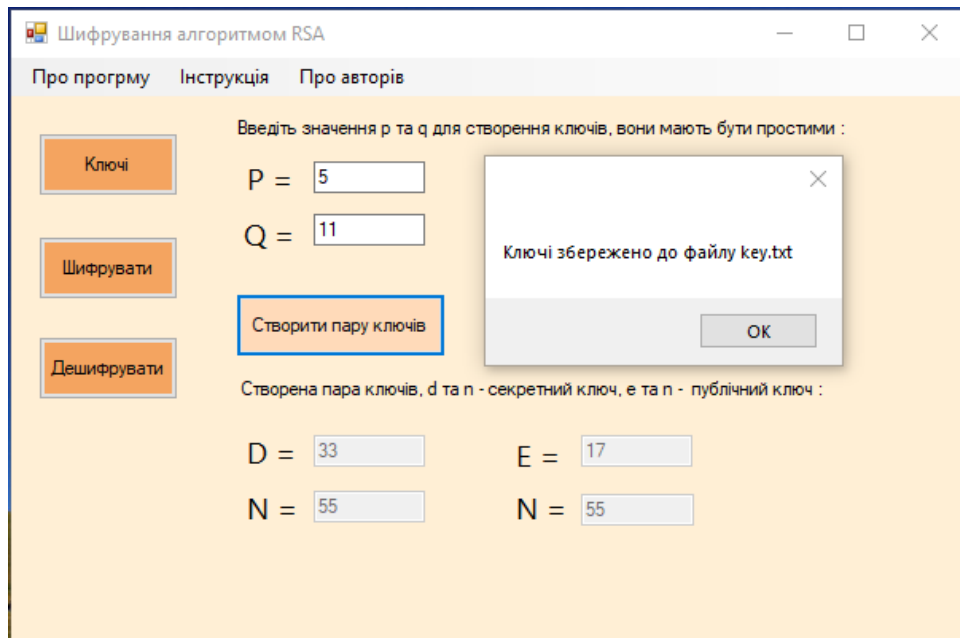 Шифрування алгоритмом RSA
Про прогрму Інструкція Про авторів
Введіть значення p та q для створення ключів, вони мають бути простими :
Ключі
P = 5
Q = 11
Ключі збережено до файлу key.txt
Шифрувати
Створити пару ключів
OK
Дешифрувати
Створена пара ключів, d та n - секретний ключ, e та n - публічний ключ :
D = 33 E = 17
N = 55 N = 55